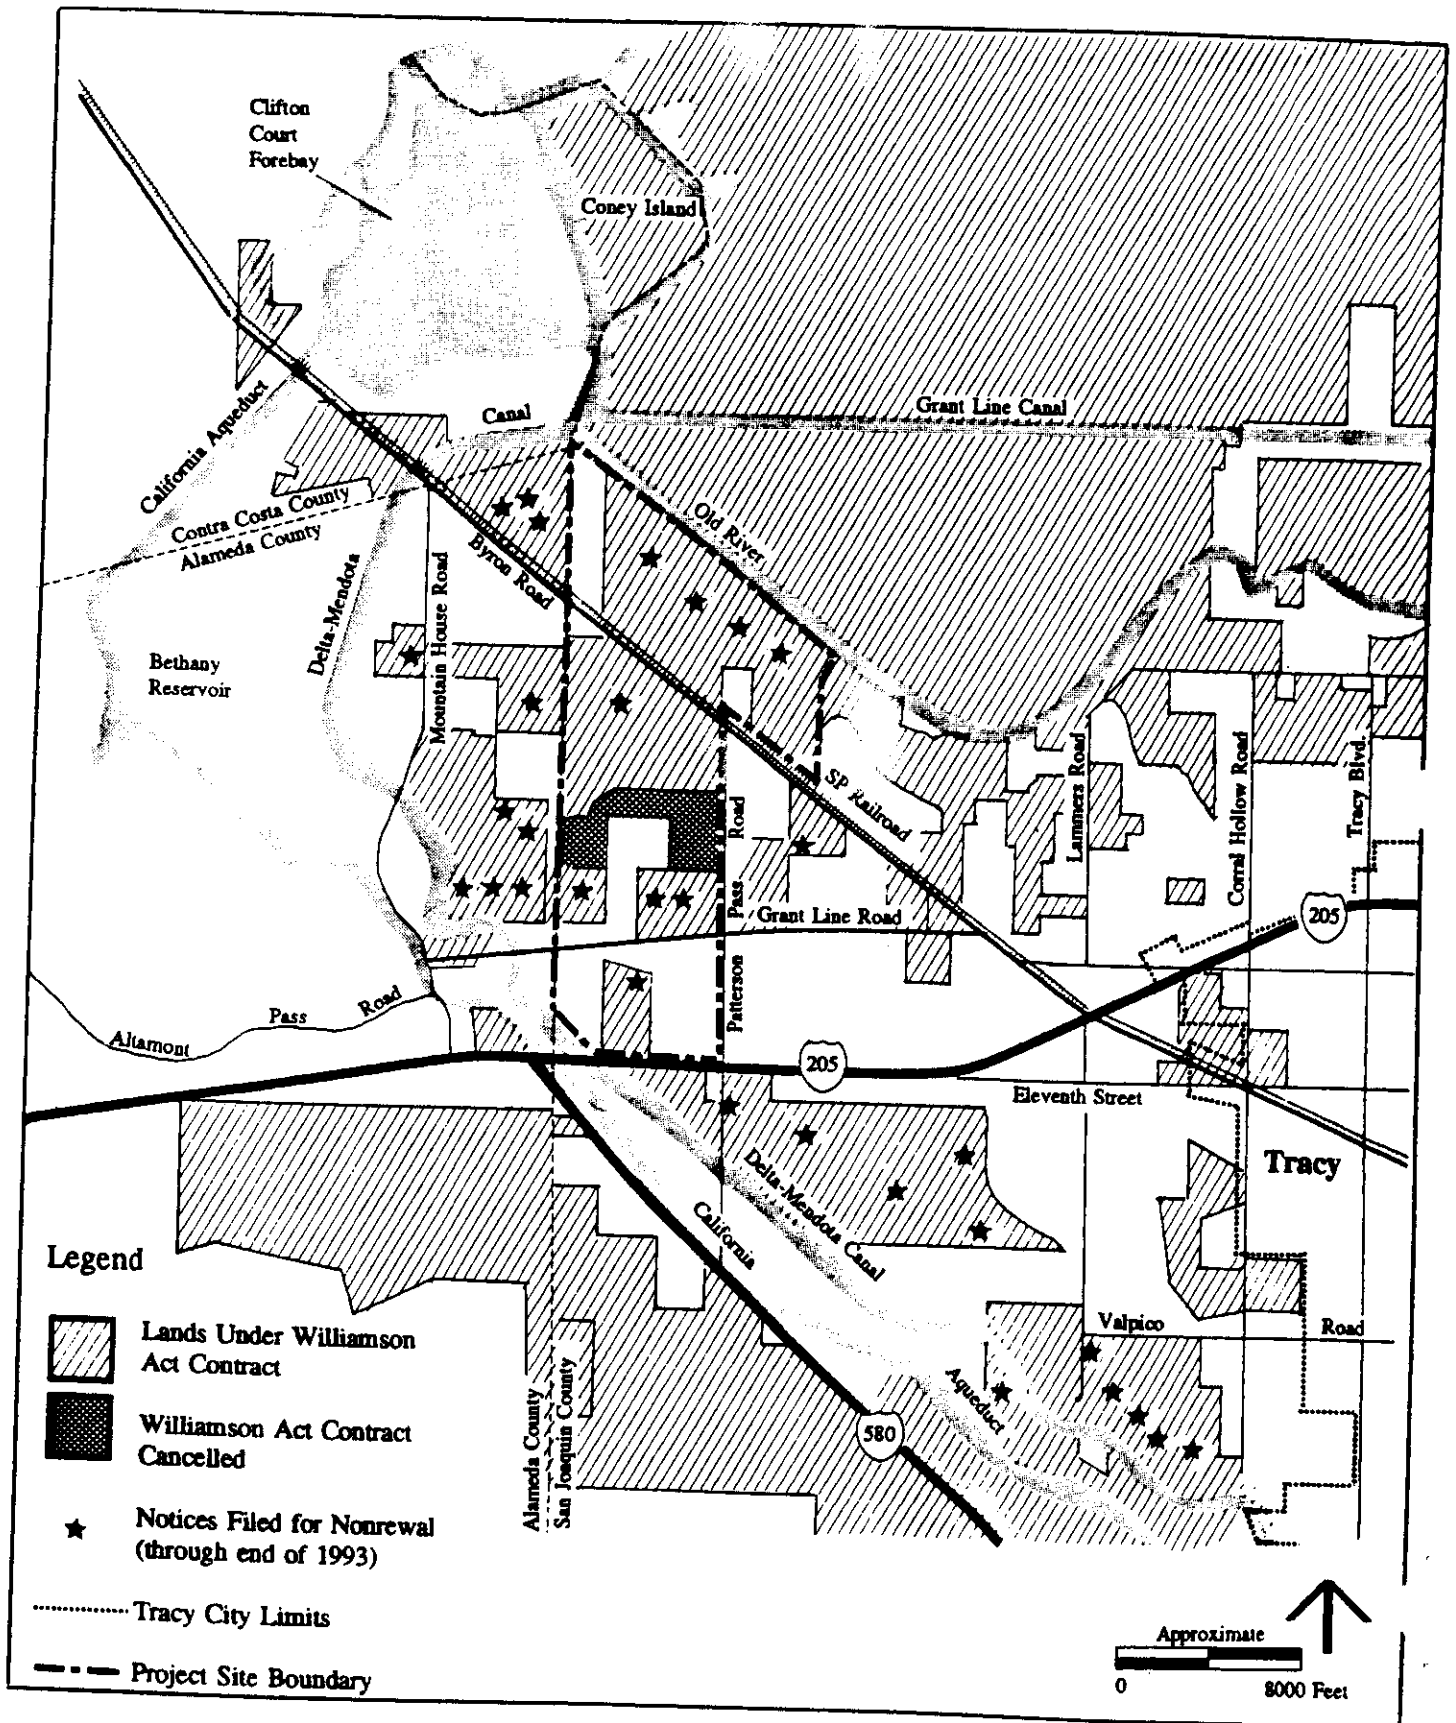 Clifton
Court
Forebay
Coney Island
California Aqueduct
Canal
Grant Line Canal
Contra Costa County
Alameda County
Old River
Byron Road
Delta-Mendota
Mountain House Road
Bethany
Reservoir
SP Railroad
Lammers Road
Corral Hollow Road
Tracy Blvd.
Patterson Pass Road
Grant Line Road
205
Altamont Pass Road
205
Eleventh Street
Tracy
Delta-Mendota Canal
California
Aqueduct
Valpico Road
580
Alameda County
San Joaquin County
Legend
Lands Under Williamson
Act Contract
Williamson Act Contract
Cancelled
Notices Filed for Nonrewal
(through end of 1993)
Tracy City Limits
Project Site Boundary
Approximate
0 8000 Feet